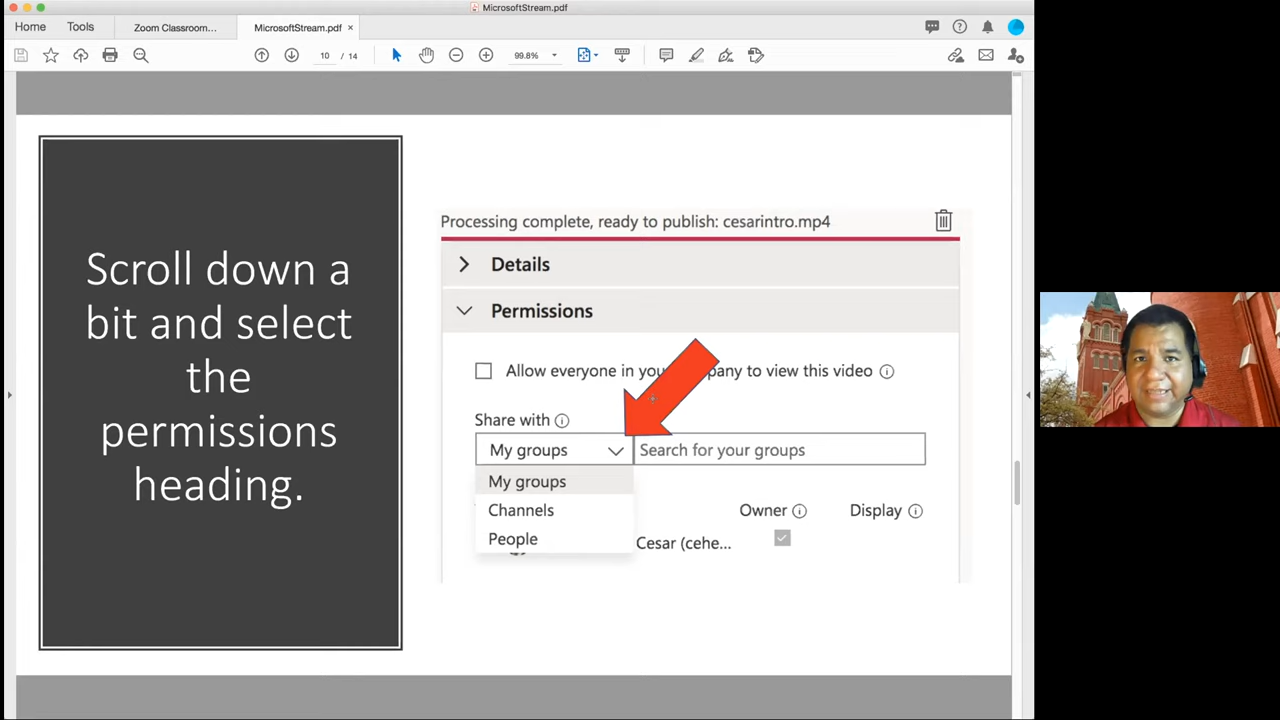 MicrosoftStream.pdf
Home
Tools
Zoom Classroom...
MicrosoftStream.pdf ×
10 / 14
99.8%
Scroll down a
bit and select
the
permissions
heading.
Processing complete, ready to publish: cesarintro.mp4
Details
Permissions
Allow everyone in your company to view this video
Share with
My groups
Search for your groups
My groups
Channels
People
Owner
Display
Cesar (cehe...